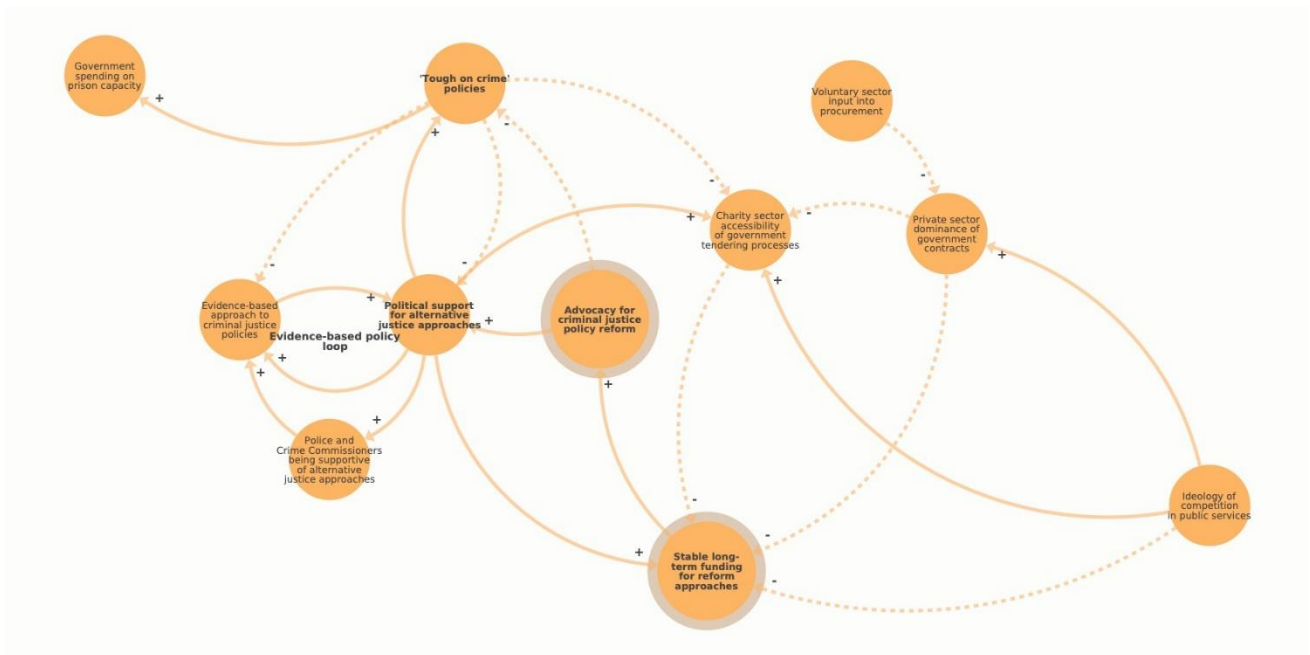 Government
spending on
prison capacity
+
'Tough on crime'
policies
+
-
-
-
-
Voluntary sector
input into
procurement
-
Charity sector
accessibility
of government
tendering processes
+
-
+
Private sector
dominance of
government
contracts
+
Evidence-based
approach to
criminal justice
policies
+
Evidence-based policy
loop
+
+
Political support
for alternative
justice approaches
+
Advocacy for
criminal justice
policy reform
+
Police and
Crime Commissioners
being supportive
of alternative
justice approaches
+
Ideology of
competition
in public services
Stable long-
term funding
for reform
approaches
+
-
-
-